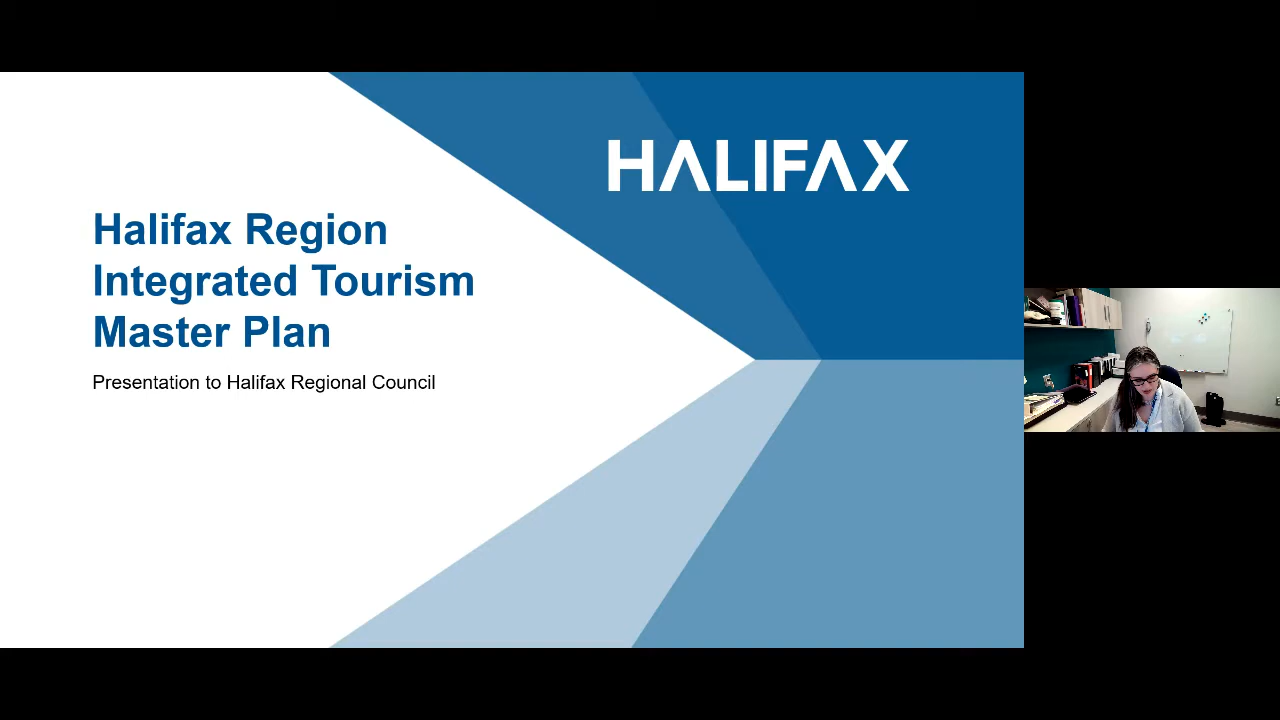 HALIFAX
Halifax Region
Integrated Tourism
Master Plan
Presentation to Halifax Regional Council